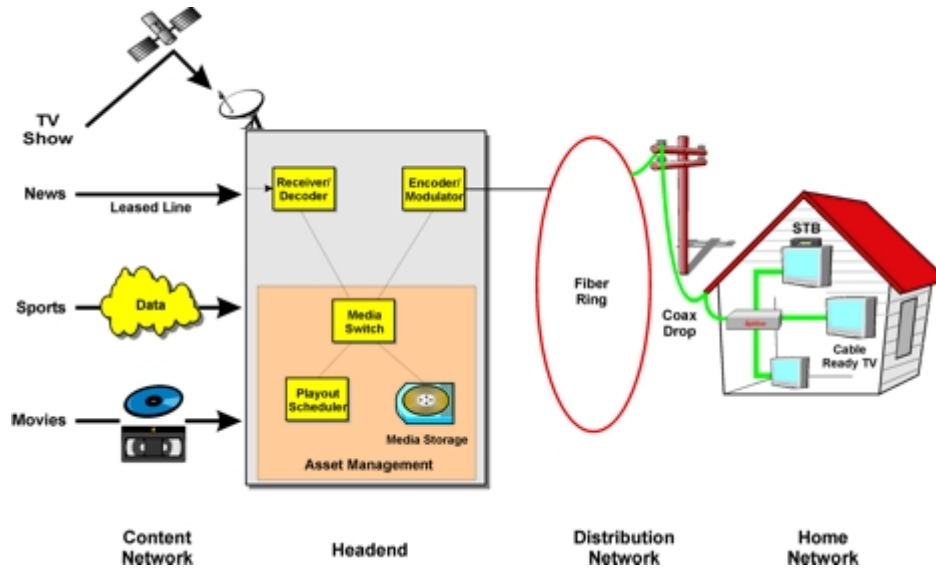 TV
Show
News
Leased Line
Receiver/
Decoder
Encoder/
Modulator
Sports
Data
Media
Switch
Movies
Playout
Scheduler
Media Storage
Asset Management
Fiber
Ring
Coax
Drop
STB
Splitter
Cable
Ready TV
Content
Network
Headend
Distribution
Network
Home
Network